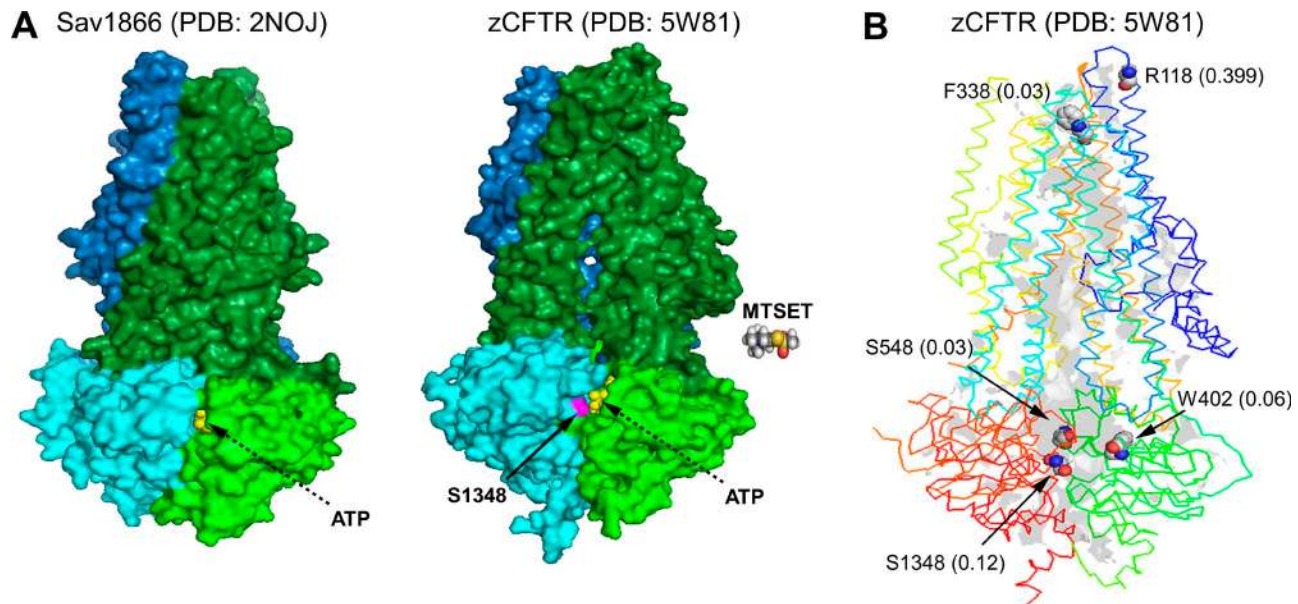 A
Sav1866 (PDB: 2NOJ)
zCFTR (PDB: 5W81)
MTSET
ATP
S1348
ATP
B
zCFTR (PDB: 5W81)
R118 (0.399)
F338 (0.03)
S548 (0.03)
W402 (0.06)
S1348 (0.12)